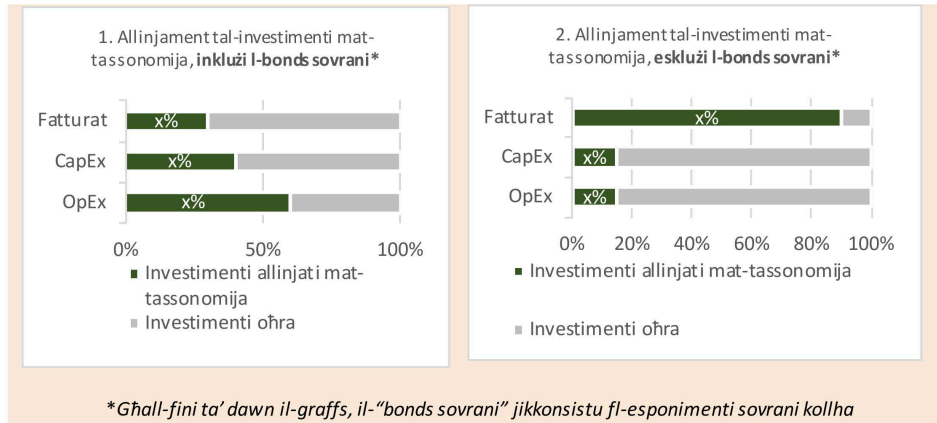 1. Allinjament tal-investimenti mat-
tassonomija, inklużi l-bonds sovrani*
Fatturat
x%
CapEx
x%
OpEx
x%
0%
50%
100%
Investimenti allinjati mat-
tassonomija
Investimenti oħra
2. Allinjament tal-investimenti mat-
tassonomija, esklużi l-bonds sovrani*
Fatturat
x%
CapEx
x%
OpEx
x%
0%
20%
40%
60%
80%
100%
Investimenti allinjati mat-tassonomija
Investimenti oħra
*Għall-fini ta’ dawn il-graffs, il-“bonds sovrani” jikkonsistu fl-esponimenti sovrani kollha